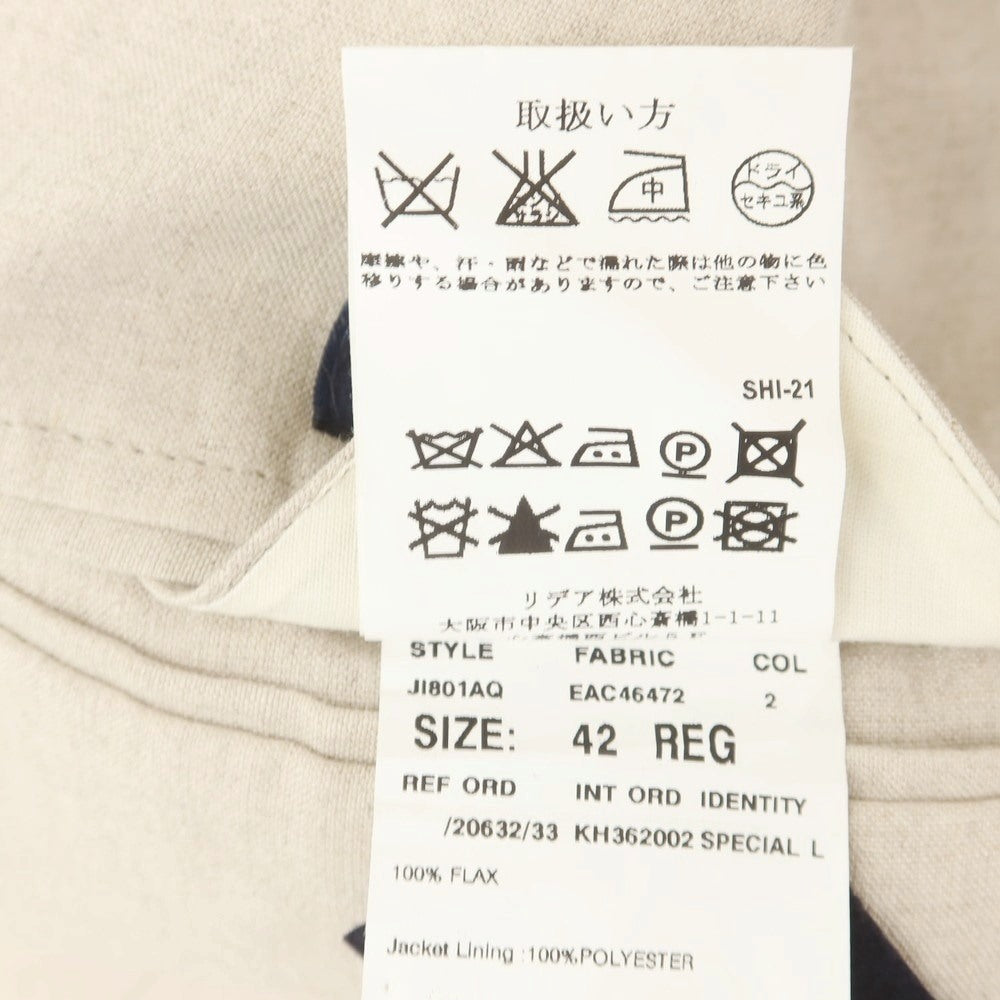 取扱い方
サラシ 中 ドライ セキユ系
摩擦や、汗・雨などで濡れた際は他の物に色
移りする場合がありますので、ご注意下さい
SHI-21
P
P
リデア株式会社
大阪市中央区西心斎橋1-1-11
STYLE FABRIC COL
JI801AQ EAC46472 2
SIZE: 42 REG
REF ORD INT ORD IDENTITY
/20632/33 KH362002 SPECIAL L
100% FLAX
Jacket Lining :100%POLYESTER